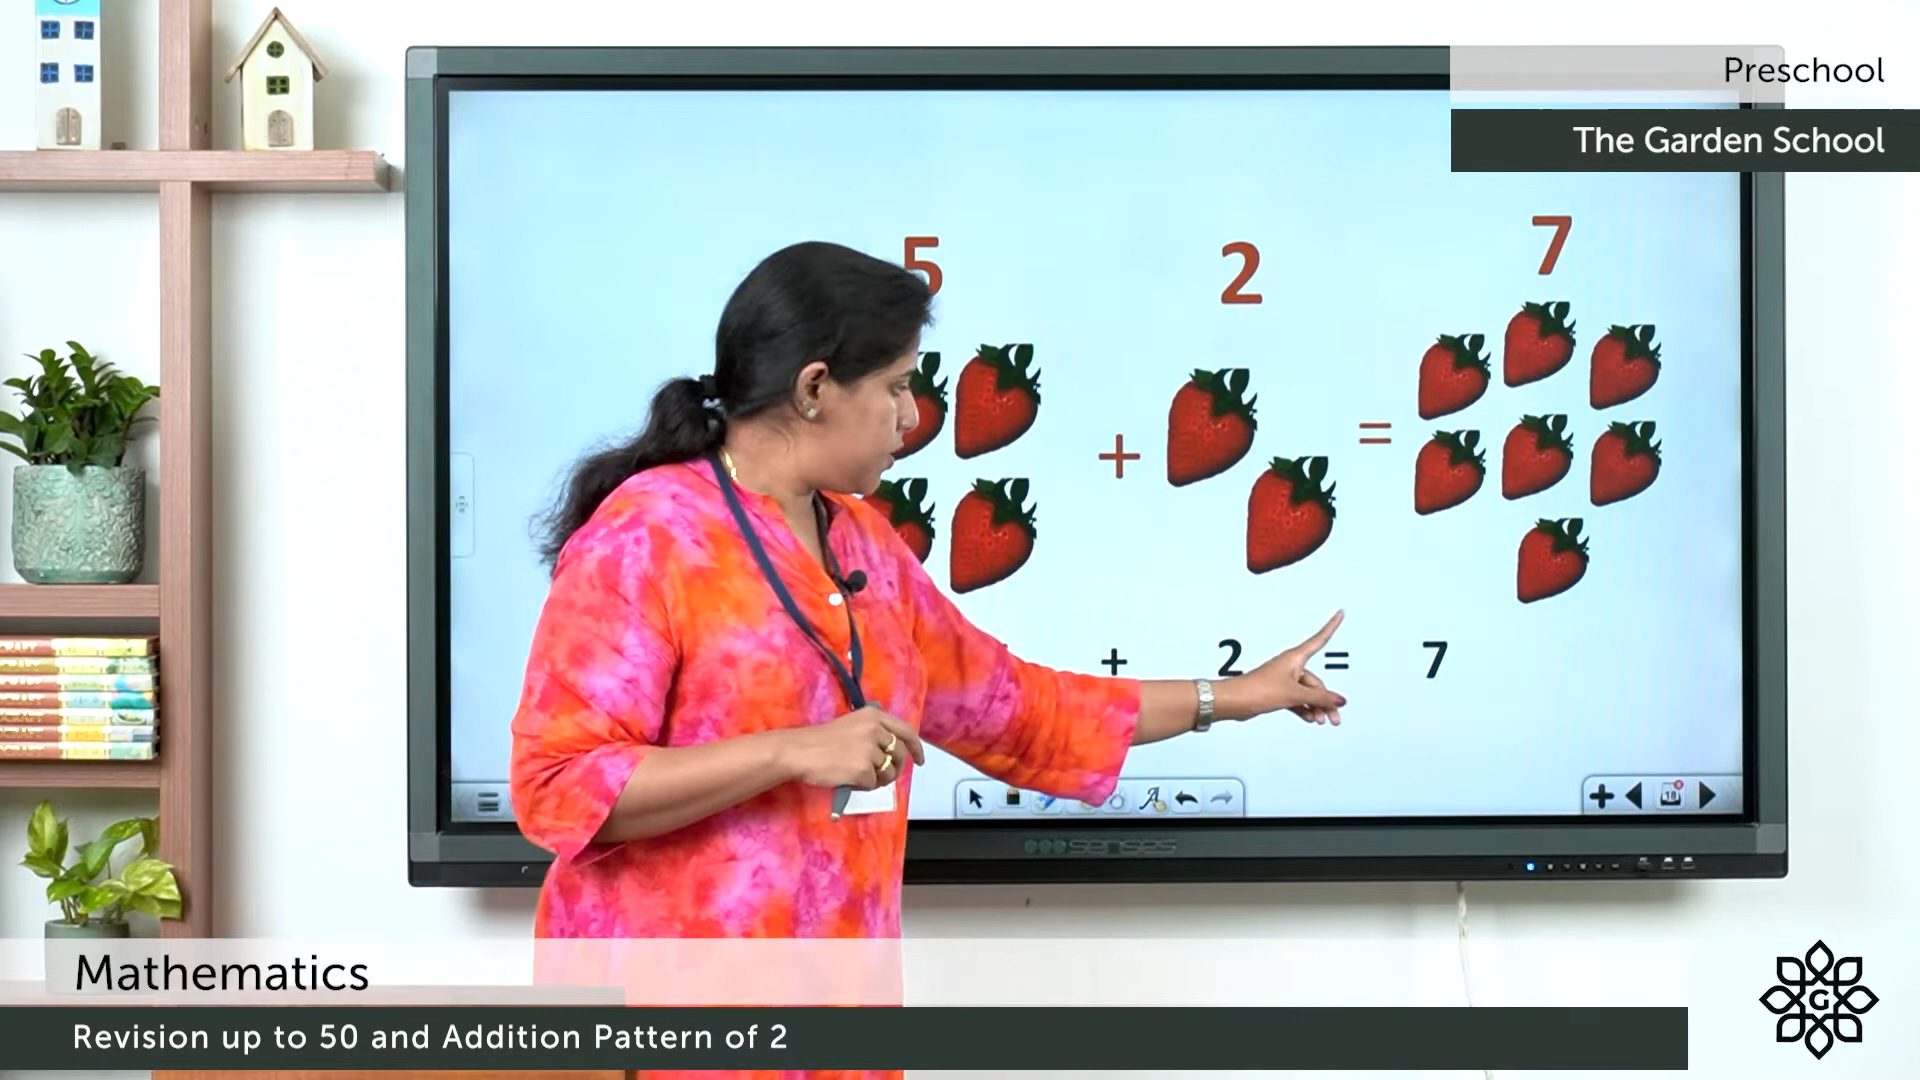 Preschool
The Garden School
5 2 7
+ =
+ 2 = 7
senses
Mathematics
Revision up to 50 and Addition Pattern of 2
G